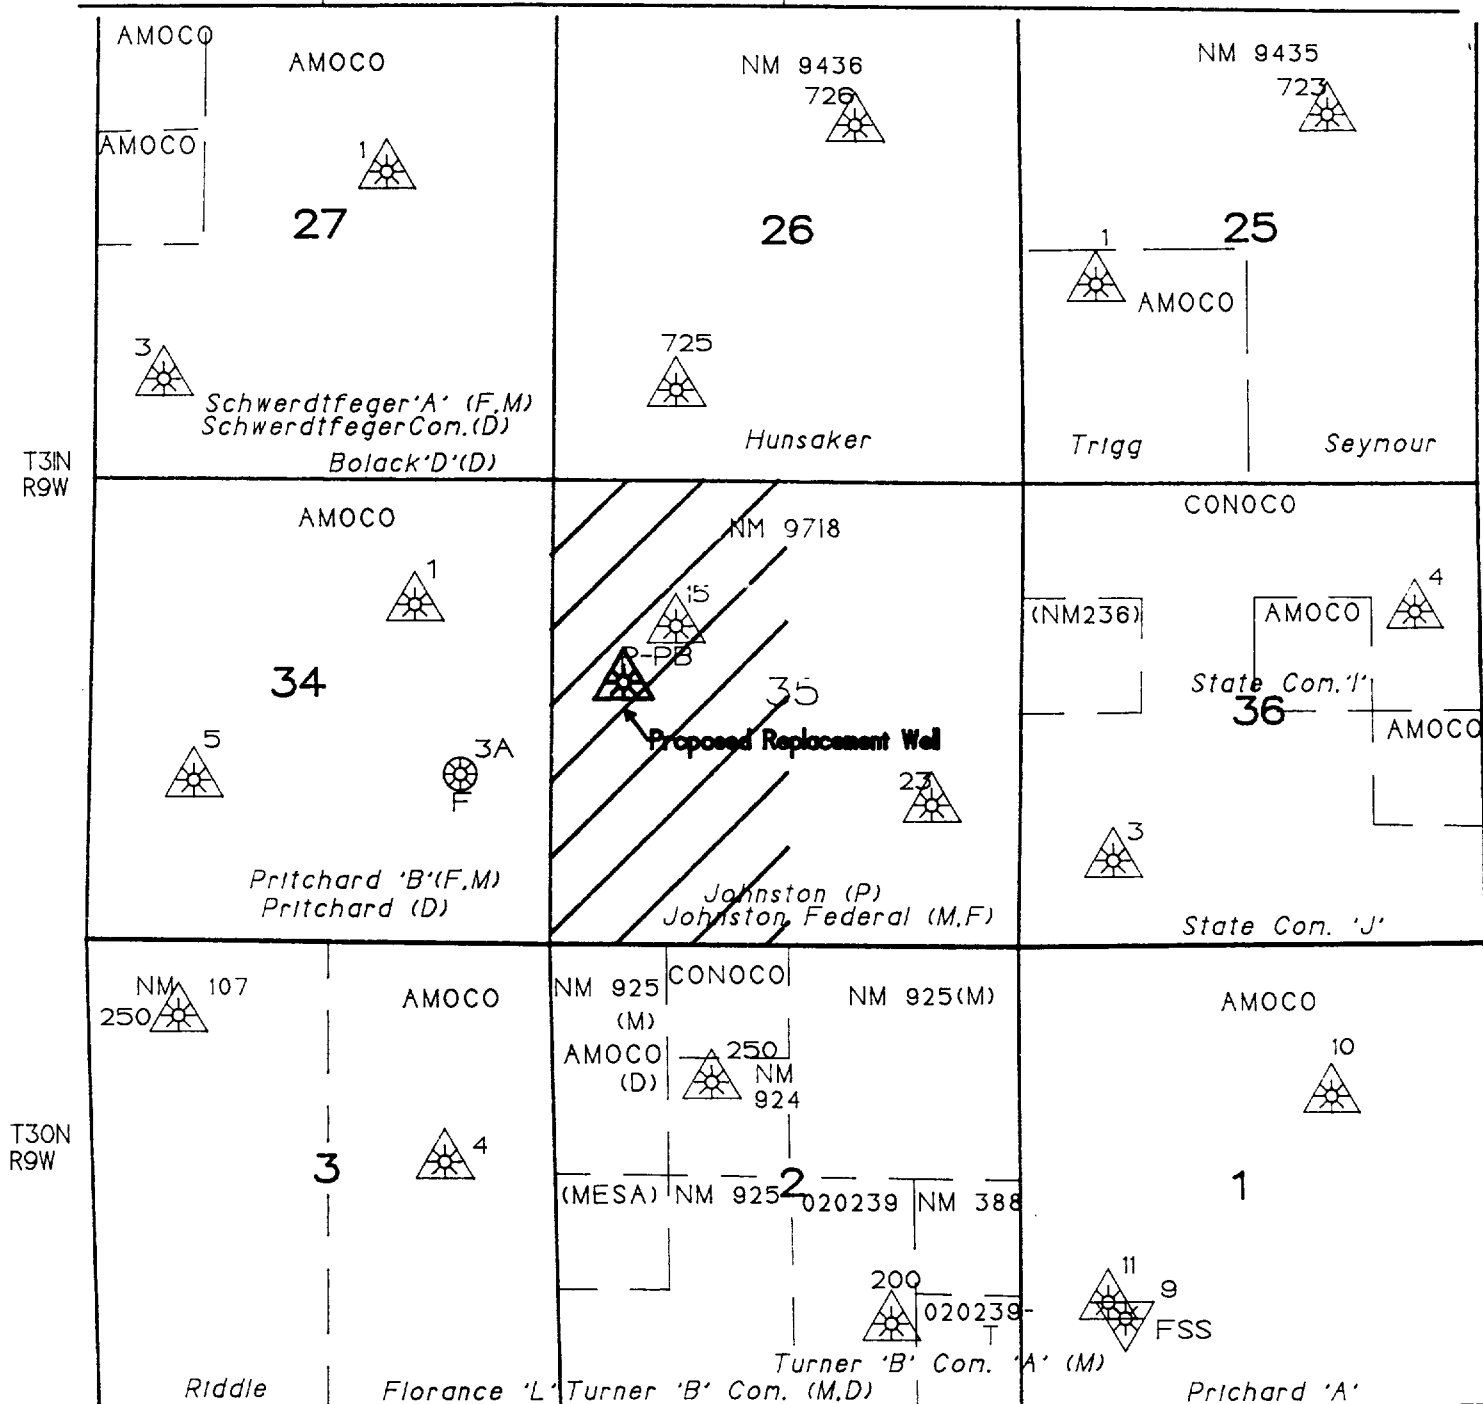 AMOCO
AMOCO
AMOCO
1
27
3
Schwerdtfeger'A' (F,M)
SchwerdtfegerCom.(D)
Bolack'D'(D)
NM 9436
726
26
725
Hunsaker
NM 9435
723
25
1
AMOCO
Trigg
Seymour
T31N
R9W
AMOCO
1
34
5
3A
F
Pritchard 'B'(F,M)
Pritchard (D)
NM 9718
15
P-PB
35
Proposed Replacement Well
23
Johnston (P)
Johnston Federal (M,F)
CONOCO
(NM236)
AMOCO
4
State Com.'I'
36
AMOCO
3
State Com. 'J'
T30N
R9W
NM 107
250
AMOCO
3
4
Riddle
Florance 'L'
NM 925
(M)
CONOCO
NM 925(M)
AMOCO
(D)
250
NM
924
(MESA)
NM 925
2
020239
NM 388
200
020239-
T
Turner 'B' Com. 'A' (M)
Turner 'B' Com. (M,D)
AMOCO
10
1
11
9
FSS
Prichard 'A'